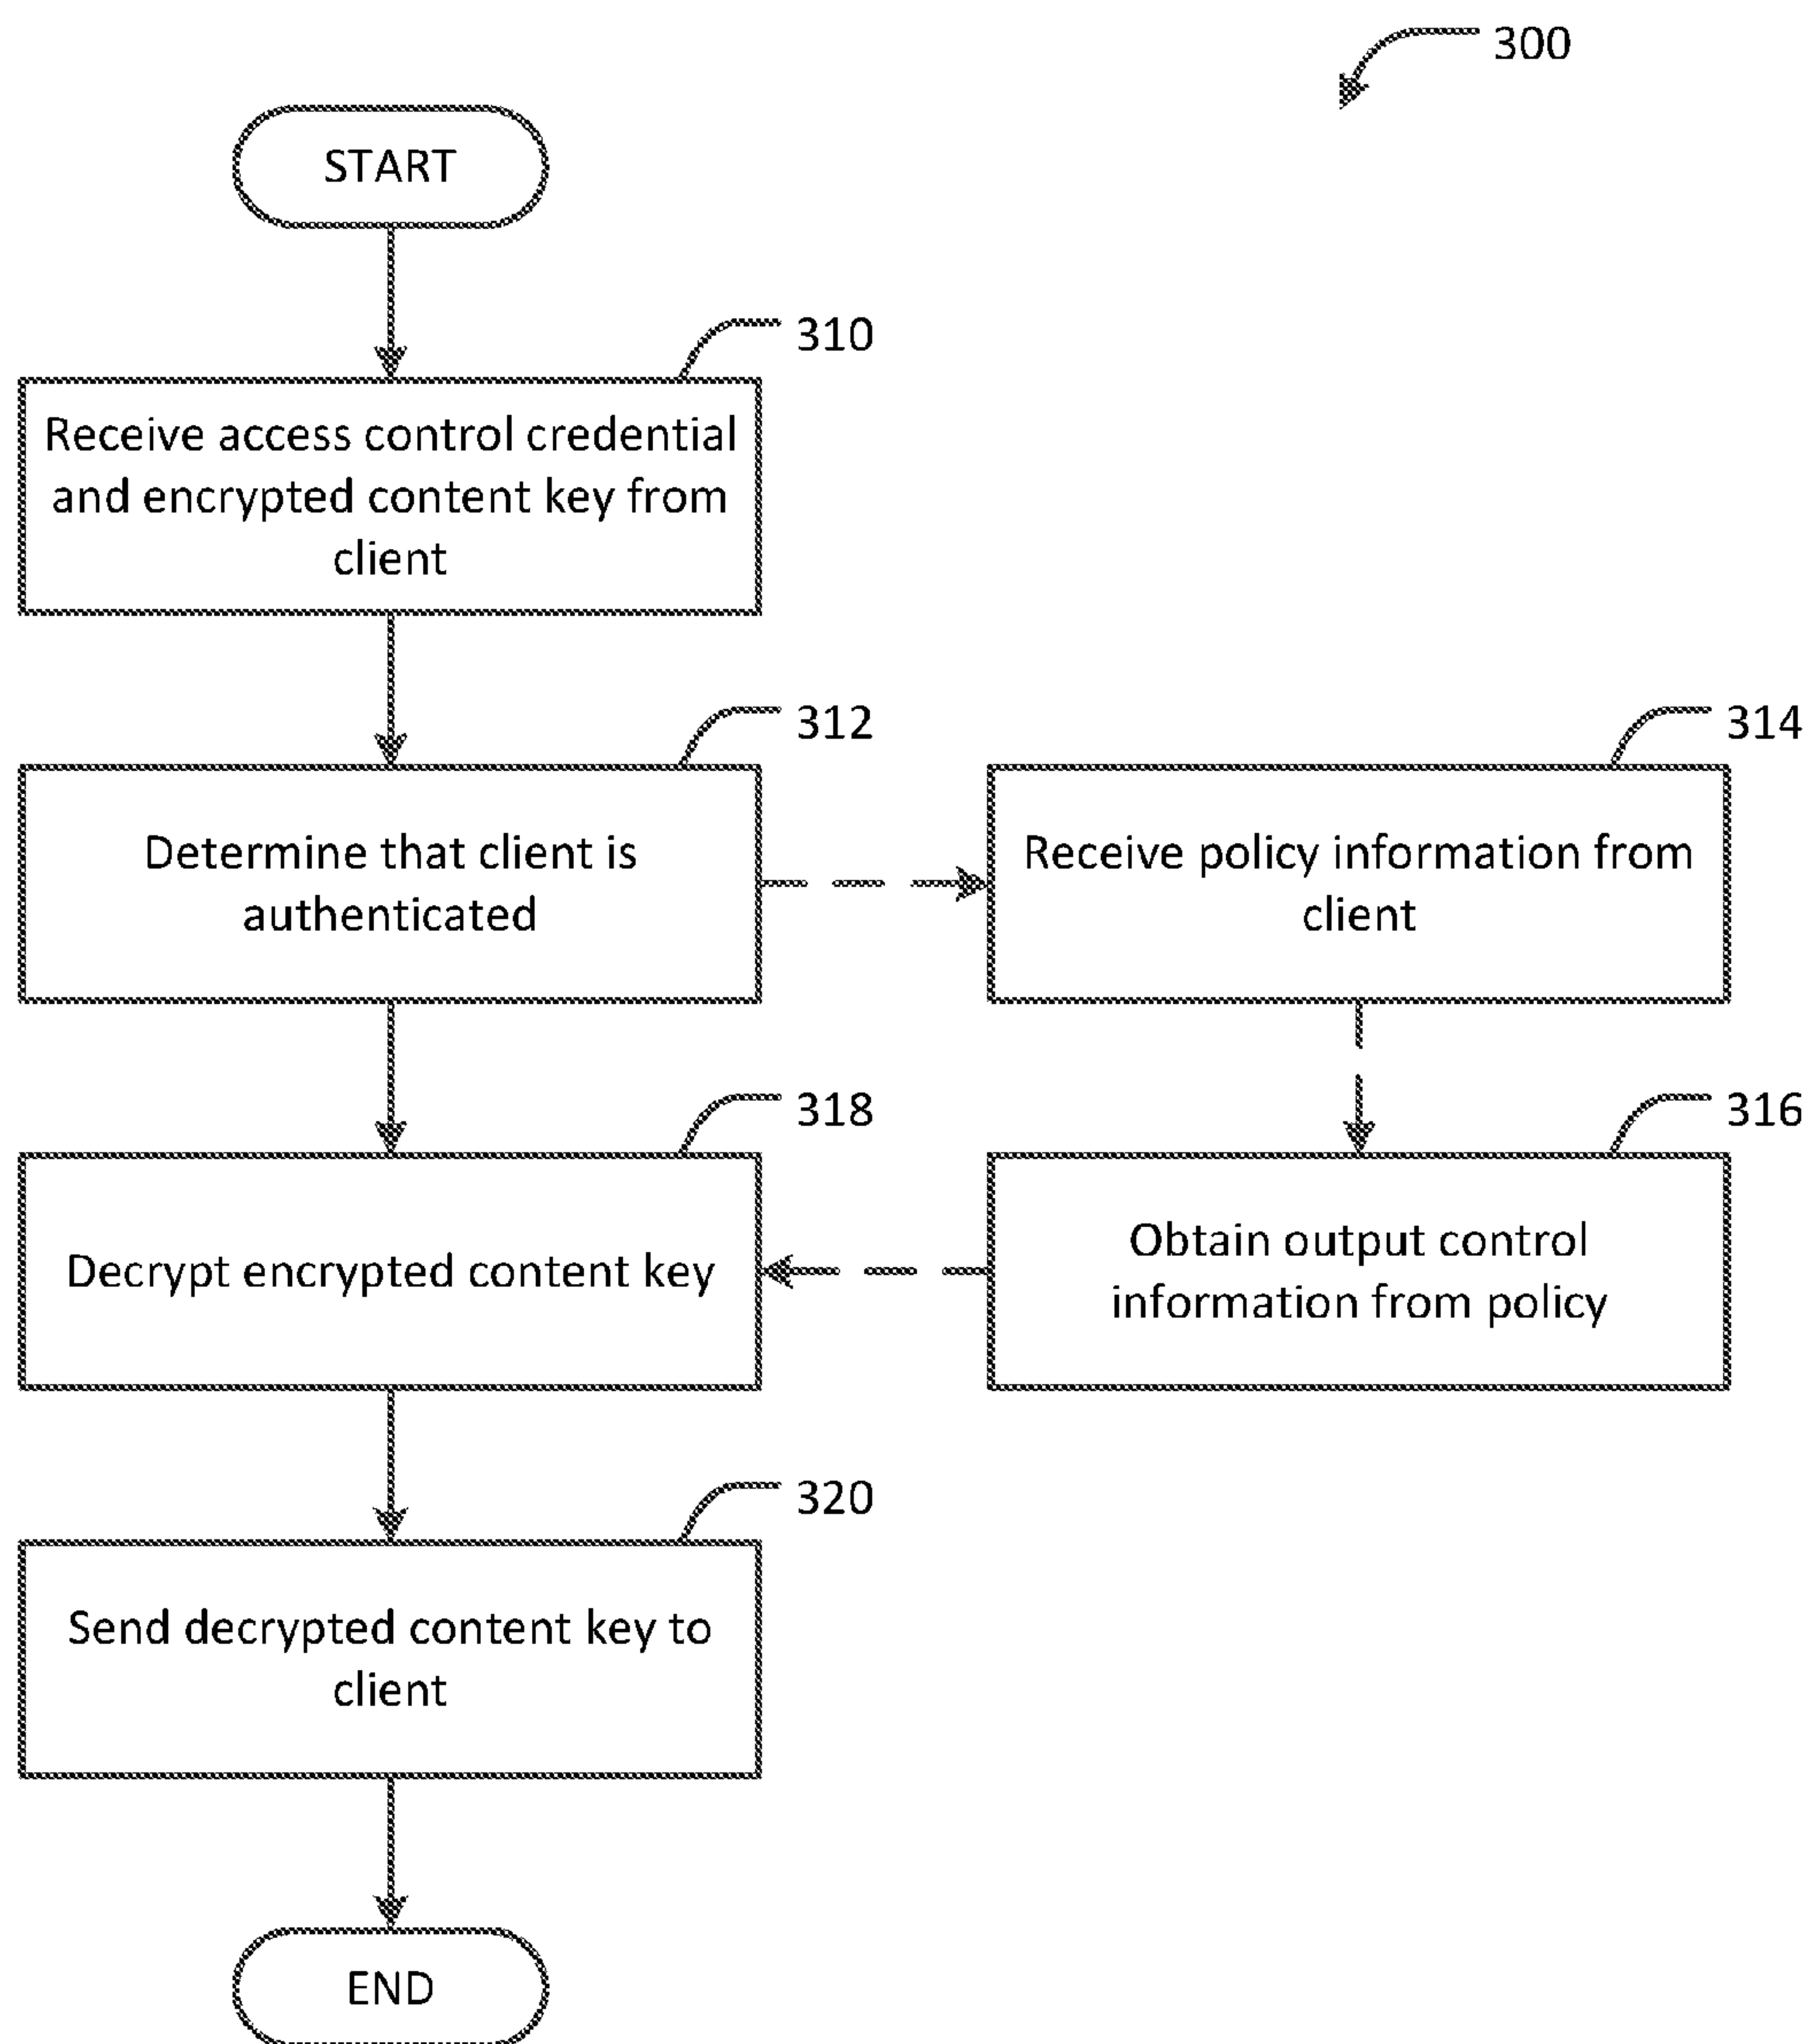 300
START
310
Receive access control credential
and encrypted content key from
client
312
Determine that client is
authenticated
314
Receive policy information from
client
318
Decrypt encrypted content key
316
Obtain output control
information from policy
320
Send decrypted content key to
client
END